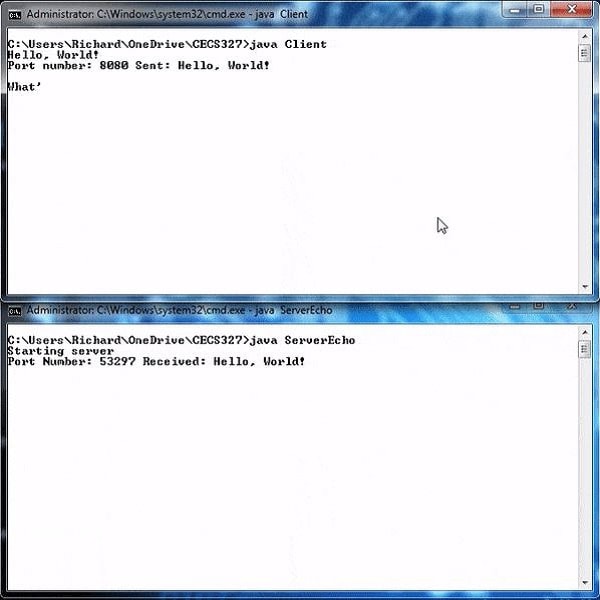 Administrator: C:\Windows\system32\cmd.exe - java Client
C:\Users\Richard\OneDrive\CECS327>java Client
Hello, World!
Port number: 8080 Sent: Hello, World!
What'
Administrator: C:\Windows\system32\cmd.exe - java ServerEcho
C:\Users\Richard\OneDrive\CECS327>java ServerEcho
Starting server
Port Number: 53297 Received: Hello, World!